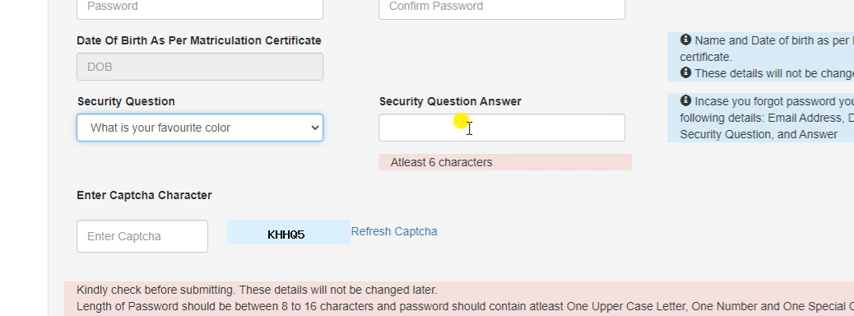 Password
Confirm Password
Date Of Birth As Per Matriculation Certificate
DOB
Name and Date of birth as per
certificate.
These details will not be change
Security Question
Security Question Answer
What is your favourite color
Incase you forgot password you
following details: Email Address, D
Security Question, and Answer
Atleast 6 characters
Enter Captcha Character
Enter Captcha
KHHQ5
Refresh Captcha
Kindly check before submitting. These details will not be changed later.
Length of Password should be between 8 to 16 characters and password should contain atleast One Upper Case Letter, One Number and One Special C